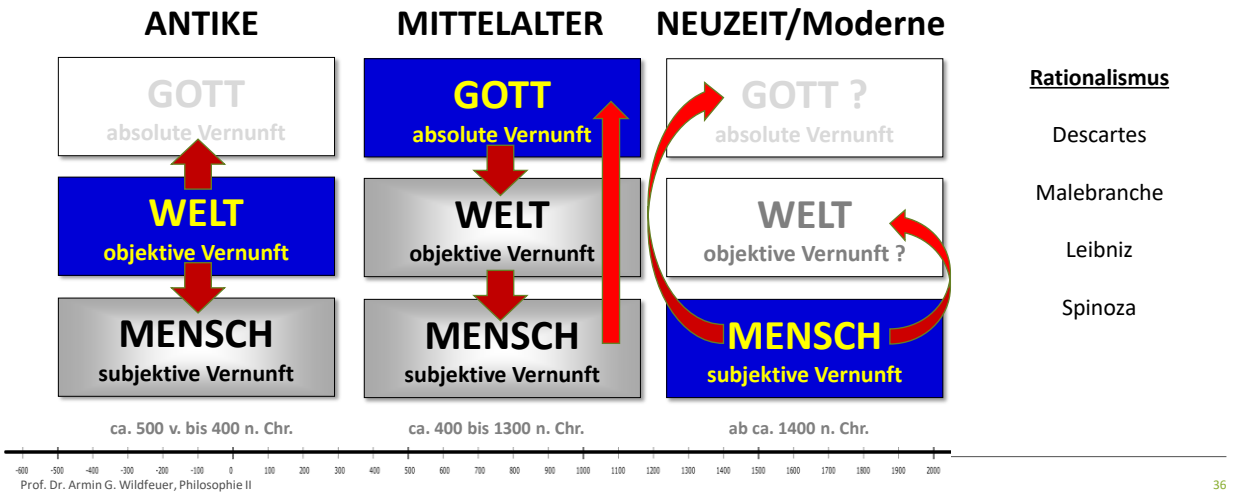 ANTIKE
GOTT
absolute Vernunft
WELT
objektive Vernunft
MENSCH
subjektive Vernunft
ca. 500 v. bis 400 n. Chr.
MITTELALTER
GOTT
absolute Vernunft
WELT
objektive Vernunft
MENSCH
subjektive Vernunft
ca. 400 bis 1300 n. Chr.
NEUZEIT/Moderne
GOTT ?
absolute Vernunft
WELT
objektive Vernunft ?
MENSCH
subjektive Vernunft
ab ca. 1400 n. Chr.
Rationalismus
Descartes
Malebranche
Leibniz
Spinoza
-600 -500 -400 -300 -200 -100 0 100 200 300 400 500 600 700 800 900 1000 1100 1200 1300 1400 1500 1600 1700 1800 1900 2000
Prof. Dr. Armin G. Wildfeuer, Philosophie II
36